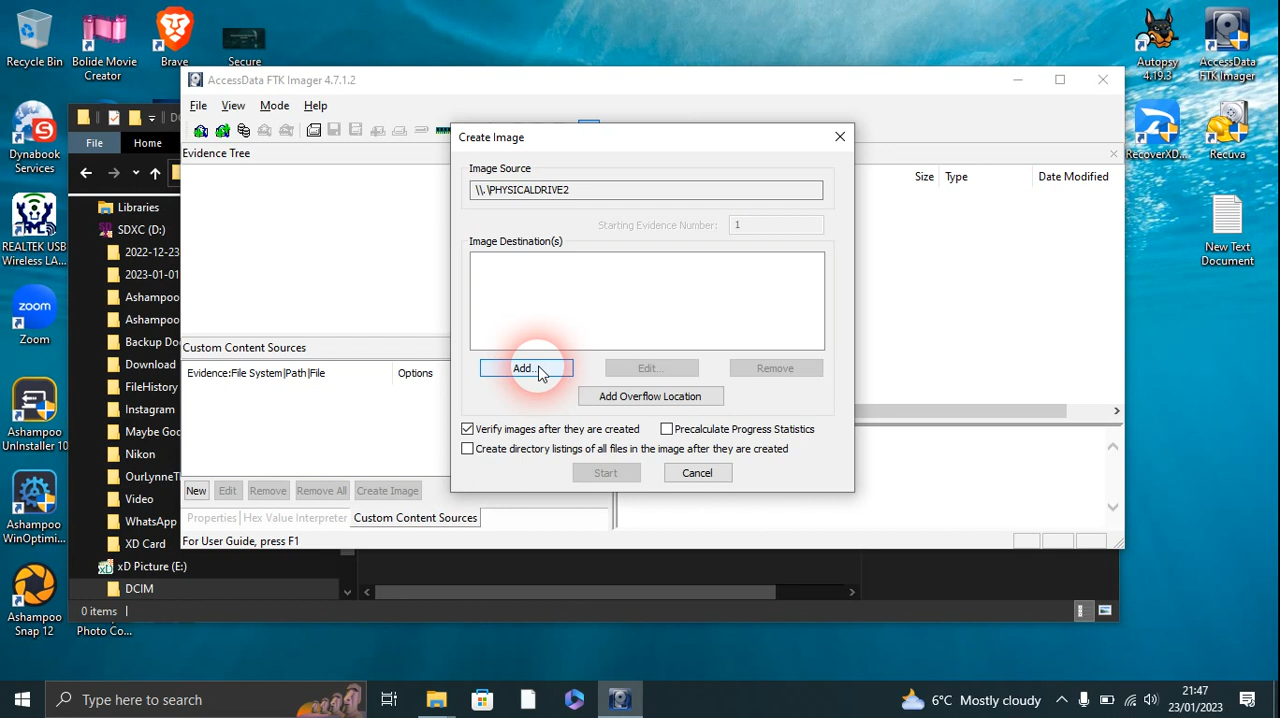 Recycle Bin
Bolide Movie
Creator
Brave
Secure
Autopsy
4.19.3
AccessData
FTK Imager
Dynabook
Services
RecoverXD...
Recuva
REALTEK USB
Wireless LA...
New Text
Document
Zoom
Ashampoo
UnInstaller 10
Ashampoo
WinOptimi...
Ashampoo
Snap 12
Photo Co...
AccessData FTK Imager 4.7.1.2
File
View
Mode
Help
Evidence Tree
Size
Type
Date Modified
Custom Content Sources
Evidence:File System|Path|File
Options
New
Edit
Remove
Remove All
Create Image
Properties
Hex Value Interpreter
Custom Content Sources
For User Guide, press F1
Create Image
Image Source
\\.\PHYSICALDRIVE2
Starting Evidence Number:
1
Image Destination(s)
Add...
Edit...
Remove
Add Overflow Location
Verify images after they are created
Recalculate Progress Statistics
Create directory listings of all files in the image after they are created
Start
Cancel
File
Home
Libraries
SDXC (D:)
2022-12-23
2023-01-01
Ashampoo
Ashampoo
Backup Do
Download
FileHistory
Instagram
Maybe Go
Nikon
OurLynneTi
Video
WhatsApp
XD Card
xD Picture (E:)
DCIM
0 items
Type here to search
6°C Mostly cloudy
21:47
23/01/2023